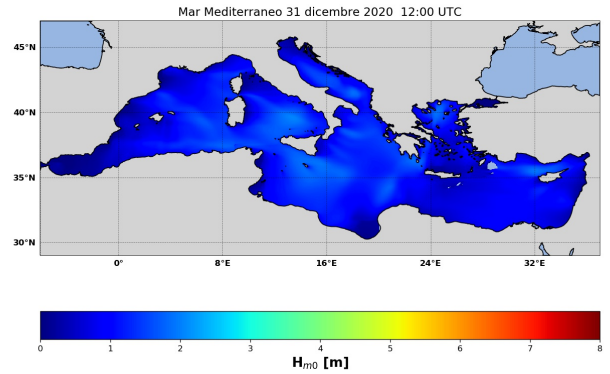 Mar Mediterraneo 31 dicembre 2020  12:00 UTC
45°N
40°N
35°N
30°N
0° 8°E 16°E 24°E 32°E
0 1 2 3 4 5 6 7 8
Hm0 [m]